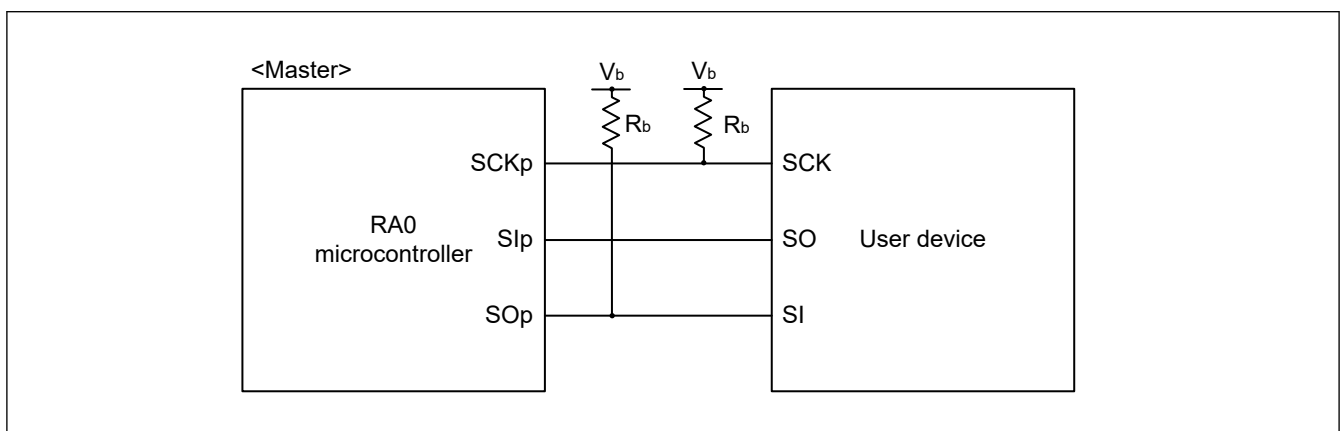 <Master>
Vb
Vb
Rb
Rb
SCKp
SCK
RA0
microcontroller
SIp
SO
User device
SOp
SI